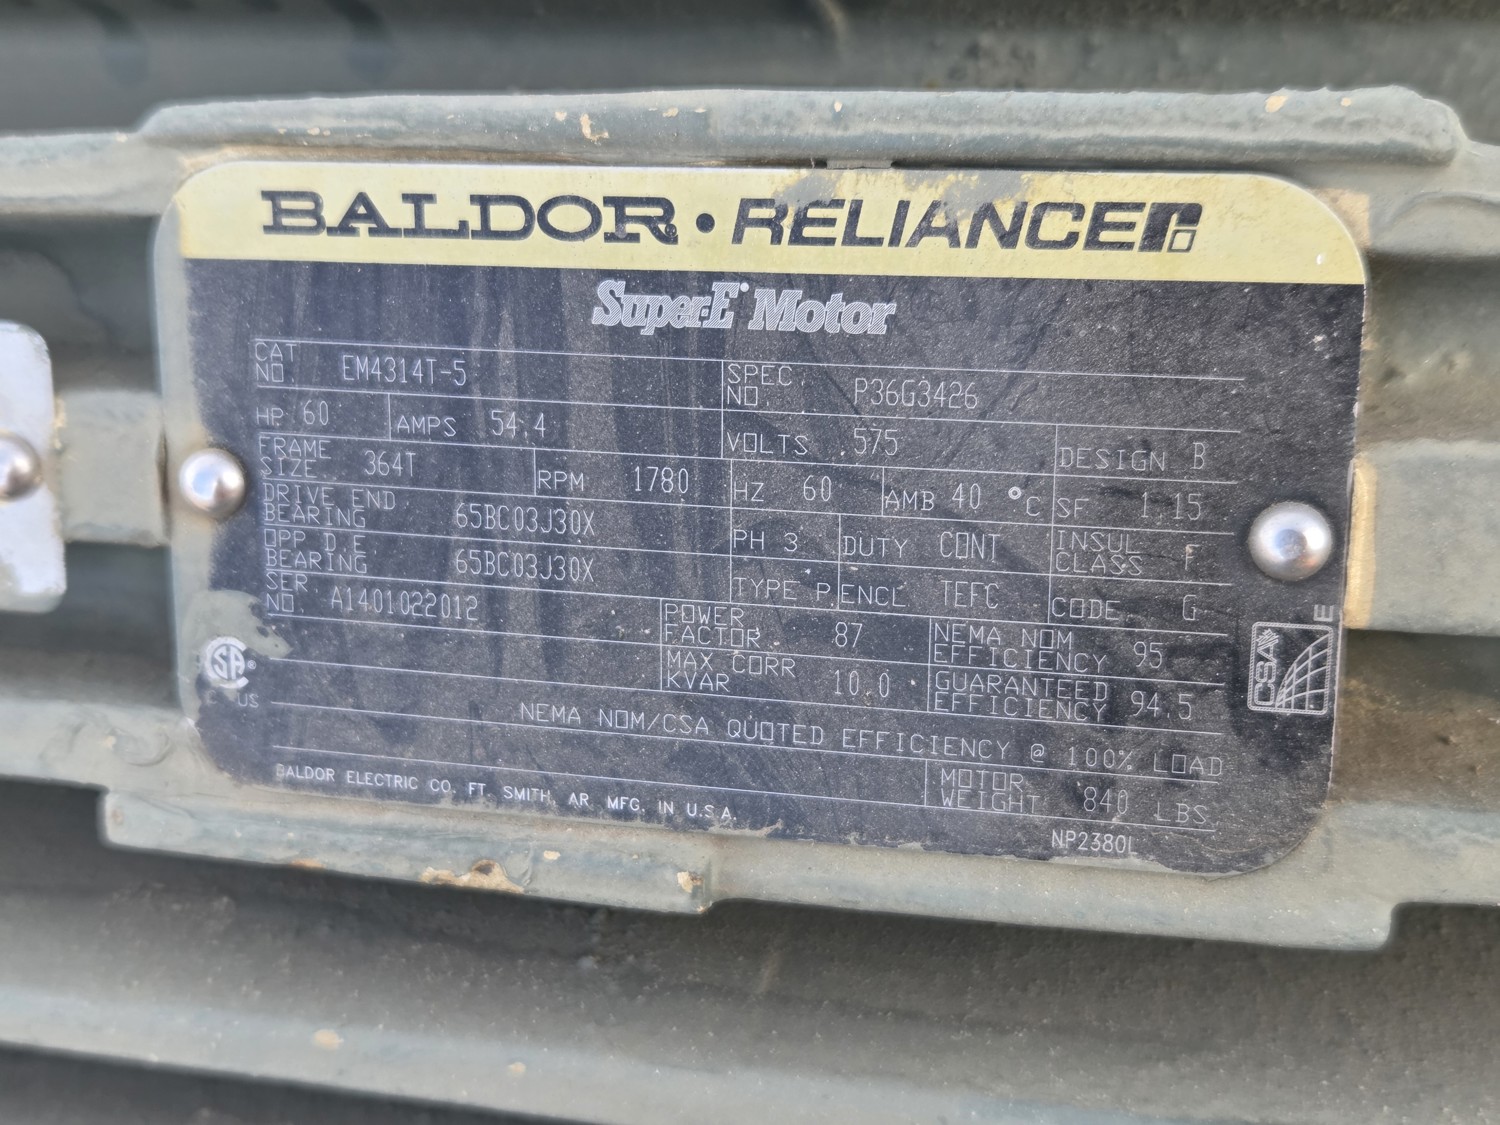 BALDOR • RELIANCE
Super-E® Motor
CAT. NO. EM4314T-5 SPEC. NO. P36G3426
HP 60 AMPS 54.4 VOLTS 575 DESIGN B
FRAME SIZE 364T RPM 1780 HZ 60 AMB 40 °C SF 1.15
DRIVE END BEARING 65BC03J30X PH 3 DUTY CONT INSUL CLASS F
OPP D E BEARING 65BC03J30X TYPE P ENCL TEFC CODE G
SER. NO. A1401022012 POWER FACTOR 87 NEMA NOM EFFICIENCY 95
MAX CORR KVAR 10.0 GUARANTEED EFFICIENCY 94.5
NEMA NOM/CSA QUOTED EFFICIENCY @ 100% LOAD
MOTOR WEIGHT 840 LBS.
BALDOR ELECTRIC CO. FT. SMITH, AR. MFG. IN U.S.A.
NP2380L
CSA® US
CSA E